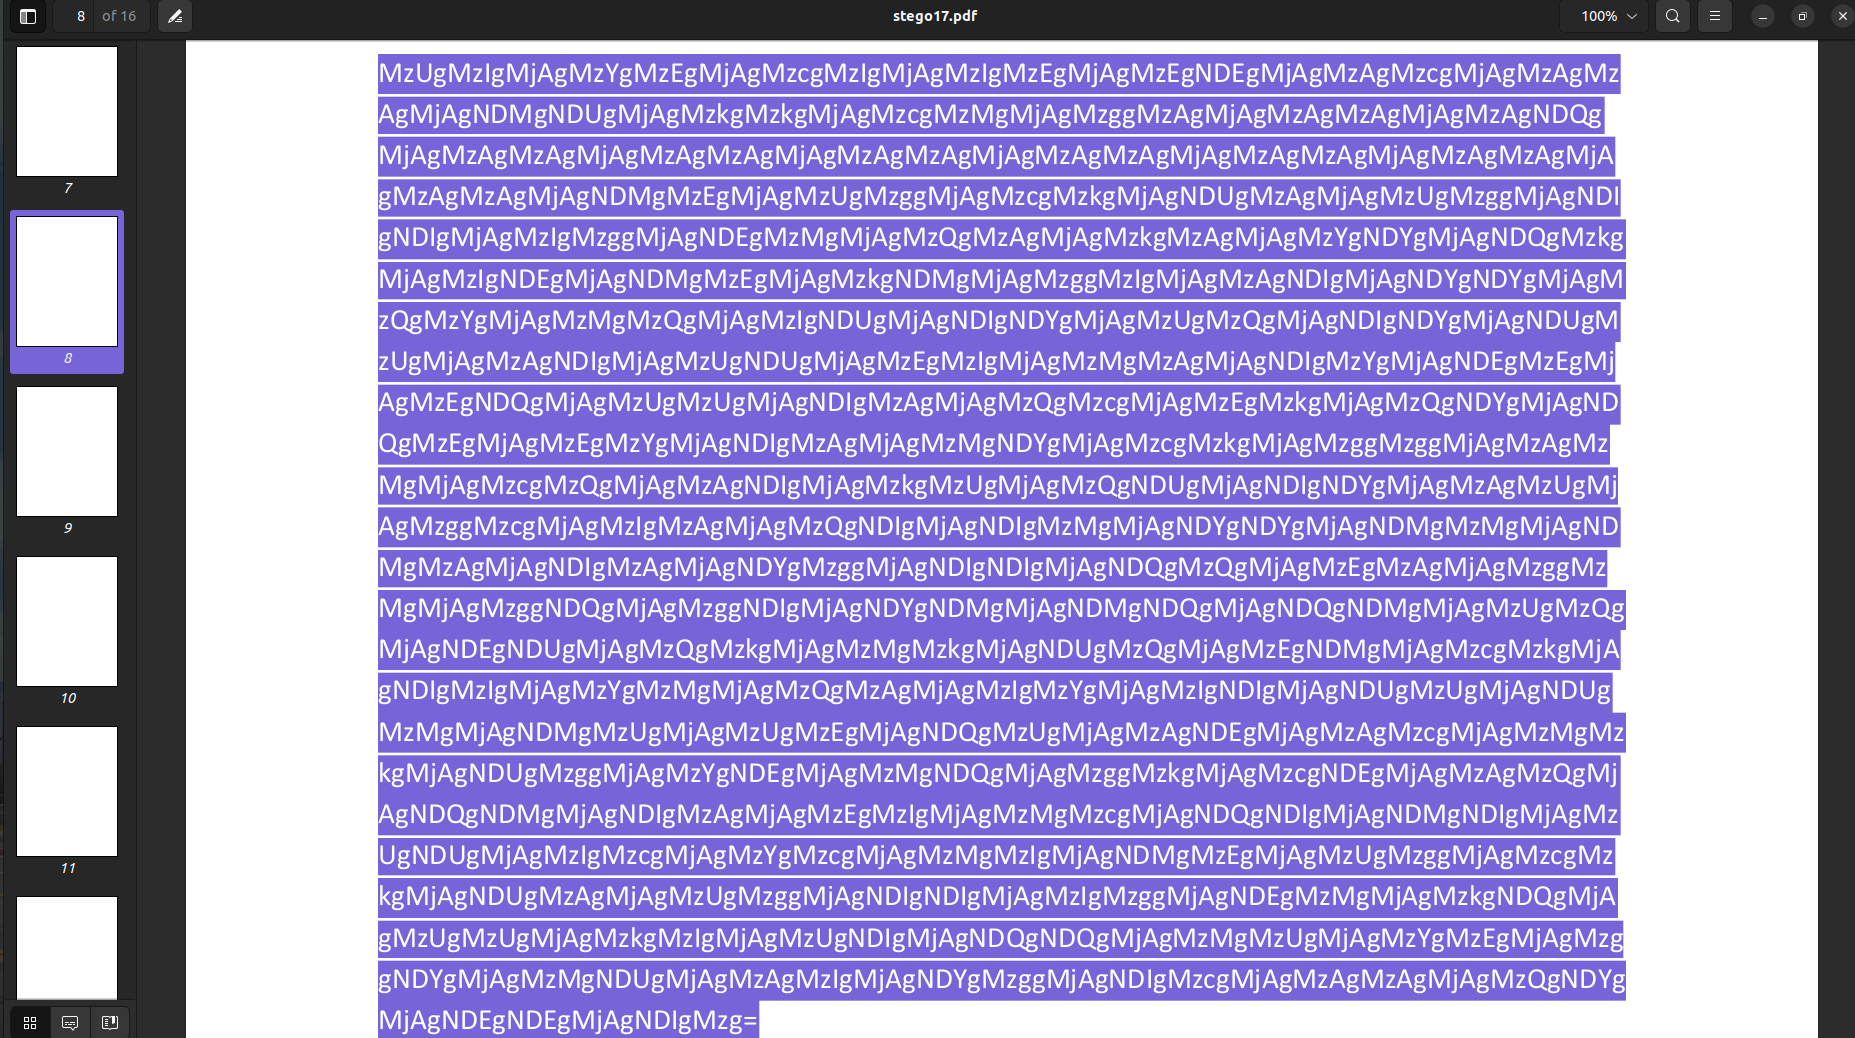 8 of 16
stego17.pdf
100%
7
8
9
10
11
MzUgMzIgMjAgMzYgMzEgMjAgMzcgMzIgMjAgMzIgMzEgMjAgMzEgNDEgMjAgMzAgMzcgMjAgMzAgMz
AgMjAgNDMgNDUgMjAgMzkgMzkgMjAgMzcgMzMgMjAgMzggMzAgMjAgMzAgMzAgMjAgMzAgNDQg
MjAgMzAgMzAgMjAgMzAgMzAgMjAgMzAgMzAgMjAgMzAgMzAgMjAgMzAgMzAgMjAgMzAgMzAgMjA
gMzAgMzAgMjAgNDMgMzEgMjAgMzUgMzggMjAgMzcgMzkgMjAgNDUgMzAgMjAgMzUgMzggMjAgNDI
gNDIgMjAgMzIgMzggMjAgNDEgMzMgMjAgMzQgMzAgMjAgMzkgMzAgMjAgMzYgNDYgMjAgNDQgMzkg
MjAgMzIgNDEgMjAgNDMgMzEgMjAgMzkgNDMgMjAgMzggMzIgMjAgMzAgNDIgMjAgNDYgNDYgMjAgM
zQgMzYgMjAgMzMgMzQgMjAgMzIgNDUgMjAgNDIgNDYgMjAgMzUgMzQgMjAgNDIgNDYgMjAgNDUgM
zUgMjAgMzAgNDIgMjAgMzUgNDUgMjAgMzEgMzIgMjAgMzMgMzAgMjAgNDIgMzYgMjAgNDEgMzEgMj
AgMzEgNDQgMjAgMzUgMzUgMjAgNDIgMzAgMjAgMzQgMzcgMjAgMzEgMzkgMjAgMzQgNDYgMjAgND
QgMzEgMjAgMzEgMzYgMjAgNDIgMzAgMjAgMzMgNDYgMjAgMzcgMzkgMjAgMzggMzggMjAgMzAgMz
MgMjAgMzcgMzQgMjAgMzAgNDIgMjAgMzkgMzUgMjAgMzQgNDUgMjAgNDIgNDYgMjAgMzAgMzUgMj
AgMzggMzcgMjAgMzIgMzAgMjAgMzQgNDIgMjAgNDIgMzMgMjAgNDYgNDYgMjAgNDMgMzMgMjAgND
MgMzAgMjAgNDIgMzAgMjAgNDYgMzggMjAgNDIgNDIgMjAgNDQgMzQgMjAgMzEgMzAgMjAgMzggMz
MgMjAgMzggNDQgMjAgMzggNDIgMjAgNDYgNDMgMjAgNDMgNDQgMjAgNDQgNDMgMjAgMzUgMzQg
MjAgNDEgNDUgMjAgMzQgMzkgMjAgMzMgMzkgMjAgNDUgMzQgMjAgMzEgNDMgMjAgMzcgMzkgMjA
gNDIgMzIgMjAgMzYgMzMgMjAgMzQgMzAgMjAgMzIgMzYgMjAgMzIgNDIgMjAgNDUgMzUgMjAgNDUg
MzMgMjAgNDMgMzUgMjAgMzUgMzEgMjAgNDQgMzUgMjAgMzAgNDEgMjAgMzAgMzcgMjAgMzMgMz
kgMjAgNDUgMzggMjAgMzYgNDEgMjAgMzMgNDQgMjAgMzggMzkgMjAgMzcgNDEgMjAgMzAgMzQgMj
AgNDQgNDMgMjAgNDIgMzAgMjAgMzEgMzIgMjAgMzMgMzcgMjAgNDQgNDIgMjAgNDMgNDIgMjAgMz
UgNDUgMjAgMzIgMzcgMjAgMzYgMzcgMjAgMzMgMzIgMjAgNDMgMzEgMjAgMzUgMzggMjAgMzcgMz
kgMjAgNDUgMzAgMjAgMzUgMzggMjAgNDIgNDIgMjAgMzIgMzggMjAgNDEgMzMgMjAgMzkgNDQgMjA
gMzUgMzUgMjAgMzkgMzIgMjAgMzUgNDIgMjAgNDQgNDQgMjAgMzMgMzUgMjAgMzYgMzEgMjAgMzg
gNDYgMjAgMzMgNDUgMjAgMzAgMzIgMjAgNDYgMzggMjAgNDIgMzcgMjAgMzAgMzAgMjAgMzQgNDYg
MjAgNDEgNDEgMjAgNDIgMzg=